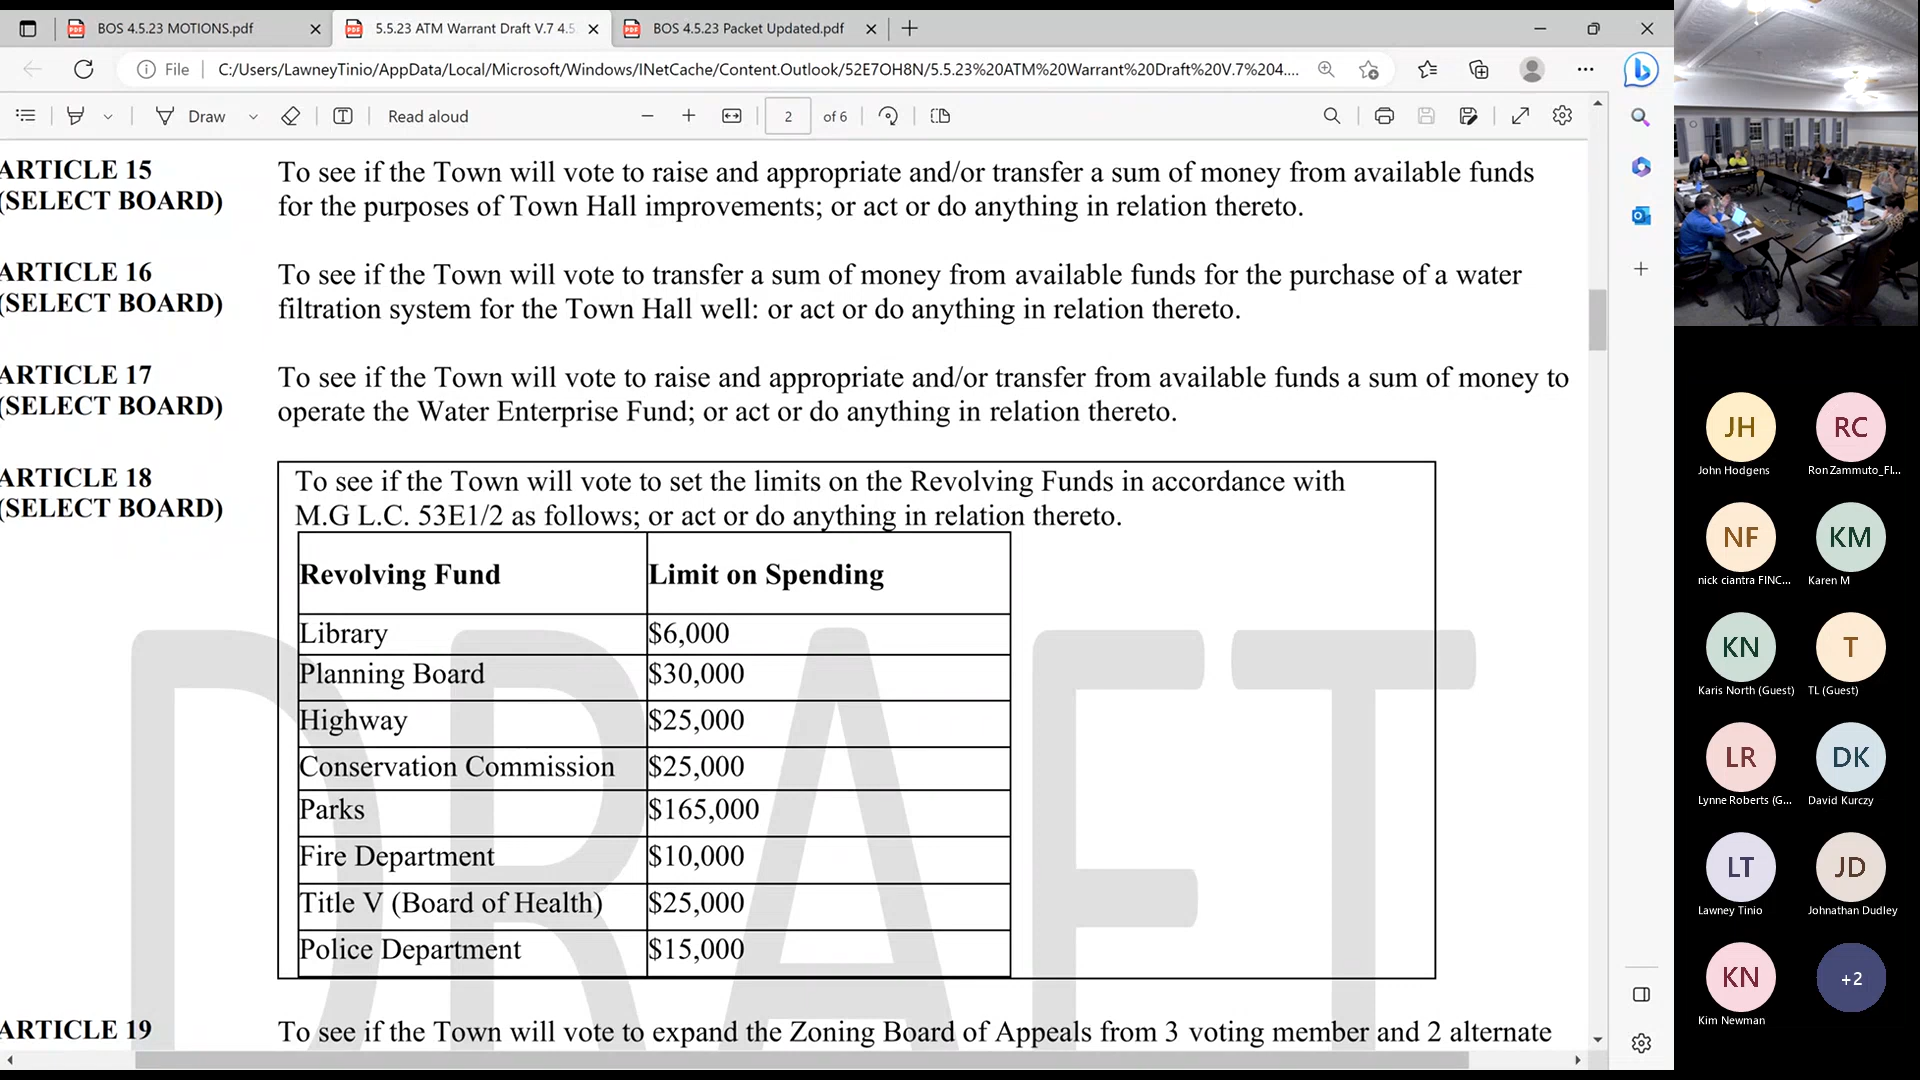 BOS 4.5.23 MOTIONS.pdf
5.5.23 ATM Warrant Draft V.7 4.5
BOS 4.5.23 Packet Updated.pdf
File
C:/Users/LawneyTinio/AppData/Local/Microsoft/Windows/INetCache/Content.Outlook/52E7OH8N/5.5.23%20ATM%20Warrant%20Draft%20V.7%204....
Draw
Read aloud
2
of 6
ARTICLE 15
(SELECT BOARD)
To see if the Town will vote to raise and appropriate and/or transfer a sum of money from available funds
for the purposes of Town Hall improvements; or act or do anything in relation thereto.
ARTICLE 16
(SELECT BOARD)
To see if the Town will vote to transfer a sum of money from available funds for the purchase of a water
filtration system for the Town Hall well: or act or do anything in relation thereto.
ARTICLE 17
(SELECT BOARD)
To see if the Town will vote to raise and appropriate and/or transfer from available funds a sum of money to
operate the Water Enterprise Fund; or act or do anything in relation thereto.
ARTICLE 18
(SELECT BOARD)
To see if the Town will vote to set the limits on the Revolving Funds in accordance with
M.G L.C. 53E1/2 as follows; or act or do anything in relation thereto.
Revolving Fund Limit on Spending
Library $6,000
Planning Board $30,000
Highway $25,000
Conservation Commission $25,000
Parks $165,000
Fire Department $10,000
Title V (Board of Health) $25,000
Police Department $15,000
DRAFT
ARTICLE 19
To see if the Town will vote to expand the Zoning Board of Appeals from 3 voting member and 2 alternate
JH
John Hodgens
RC
RonZammuto_FI...
NF
nick ciantra FINC...
KM
Karen M
KN
Karis North (Guest)
T
TL (Guest)
LR
Lynne Roberts (G...
DK
David Kurczy
LT
Lawney Tinio
JD
Johnathan Dudley
KN
Kim Newman
+2